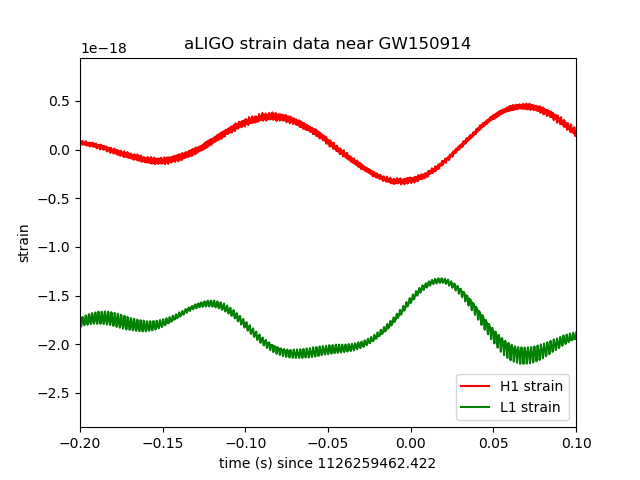 aLIGO strain data near GW150914
1e−18
0.5
0.0
−0.5
−1.0
−1.5
−2.0
−2.5
strain
H1 strain
L1 strain
−0.20
−0.15
−0.10
−0.05
0.00
0.05
0.10
time (s) since 1126259462.422